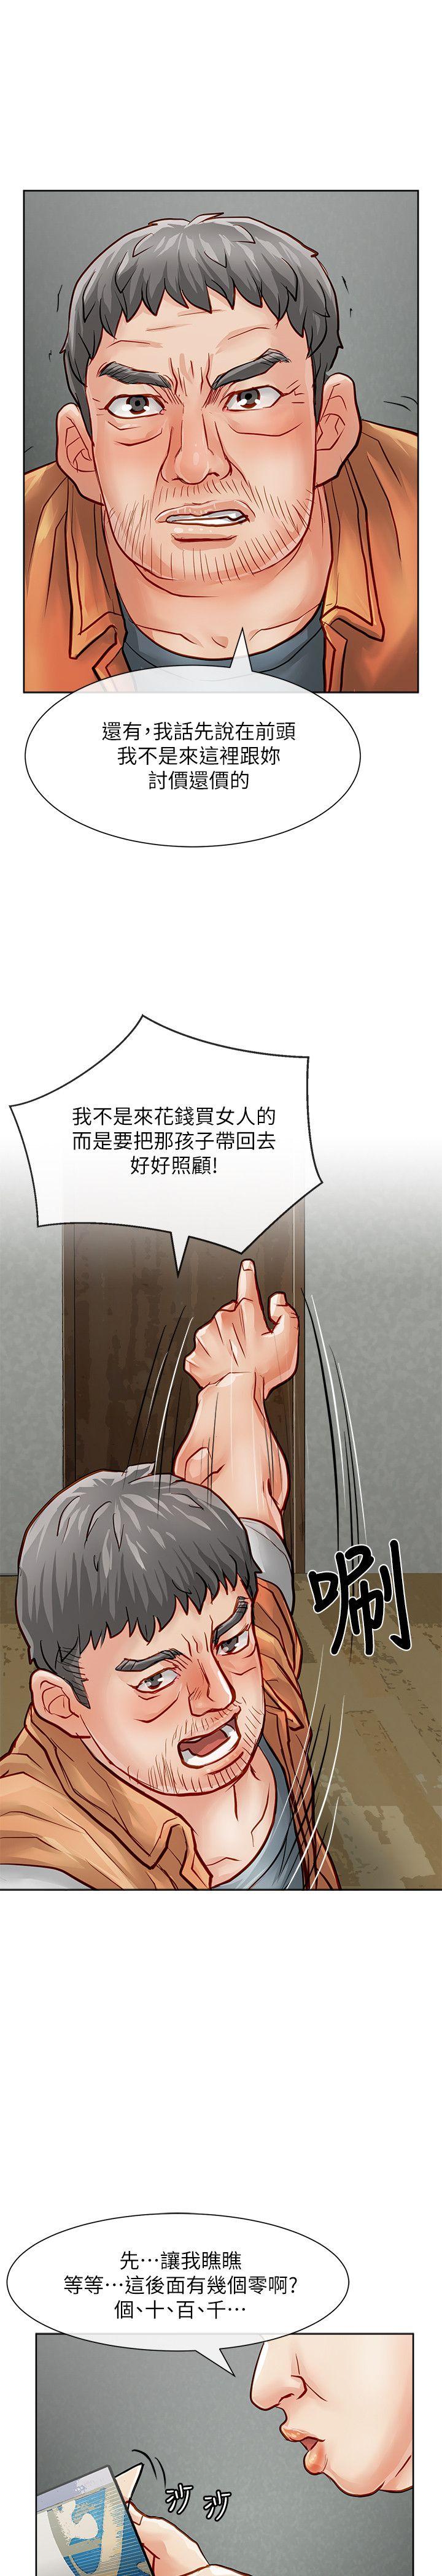 還有,我話先說在前頭
我不是來這裡跟妳
討價還價的
我不是來花錢買女人的
而是要把那孩子帶回去
好好照顧!
唰
先…讓我瞧瞧
等等…這後面有幾個零啊?
個、十、百、千…
沙沙